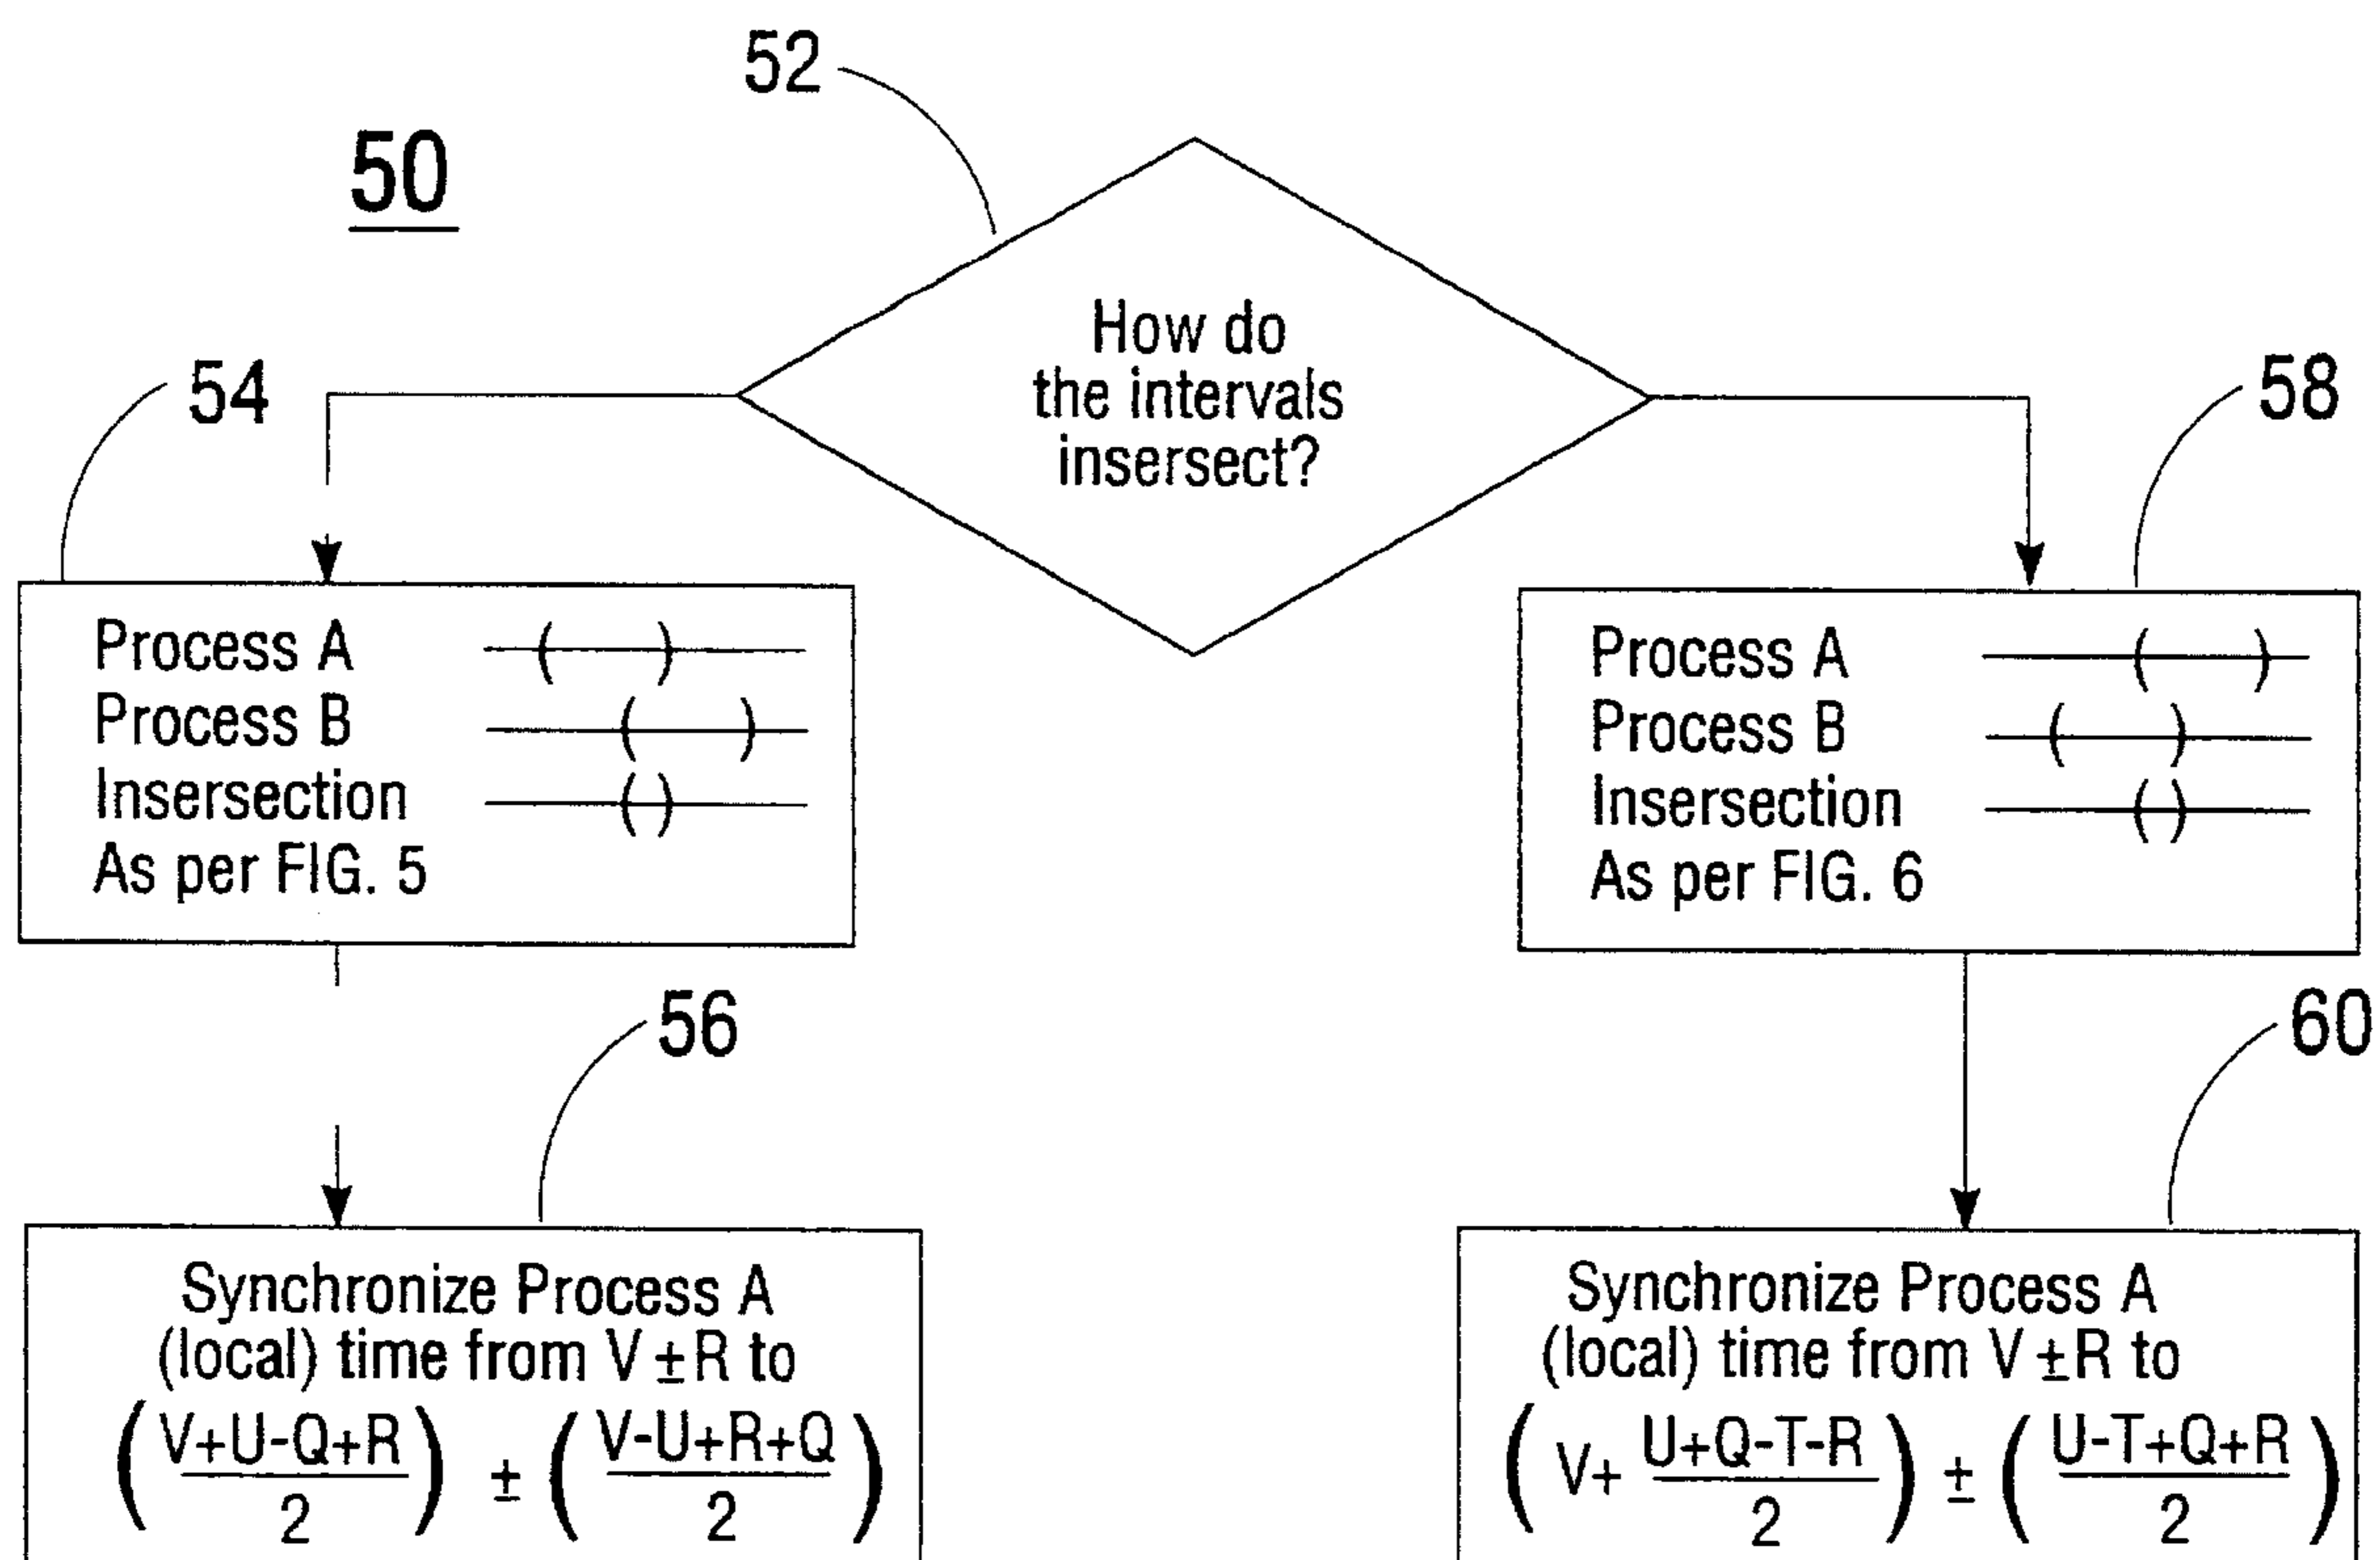 52
50
How do
the intervals
insersect?
54
58
Process A ( )
Process B ( )
Insersection ( )
As per FIG. 5
Process A ( )
Process B ( )
Insersection ( )
As per FIG. 6
56
60
Synchronize Process A
(local) time from V ±R to
(V+U-Q+R / 2) ± (V-U+R+Q / 2)
Synchronize Process A
(local) time from V ±R to
(V+ U+Q-T-R / 2) ± (U-T+Q+R / 2)